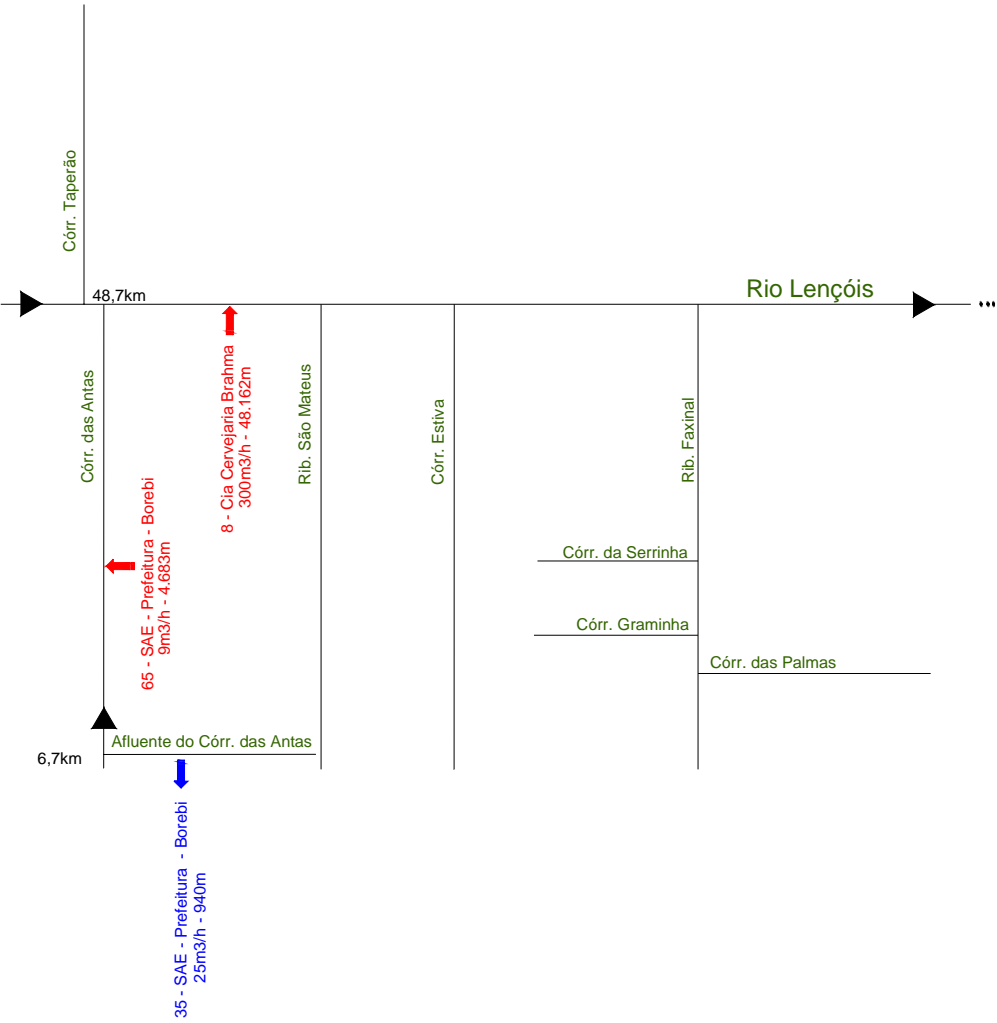 Córr. Taperão
48,7km
Rio Lençóis
...
Córr. das Antas
8 - Cia Cervejaria Brahma
300m3/h - 48.162m
Rib. São Mateus
Córr. Estiva
Rib. Faxinal
65 - SAE - Prefeitura - Borebi
9m3/h - 4.683m
Córr. da Serrinha
Córr. Graminha
Córr. das Palmas
Afluente do Córr. das Antas
6,7km
35 - SAE - Prefeitura - Borebi
25m3/h - 940m